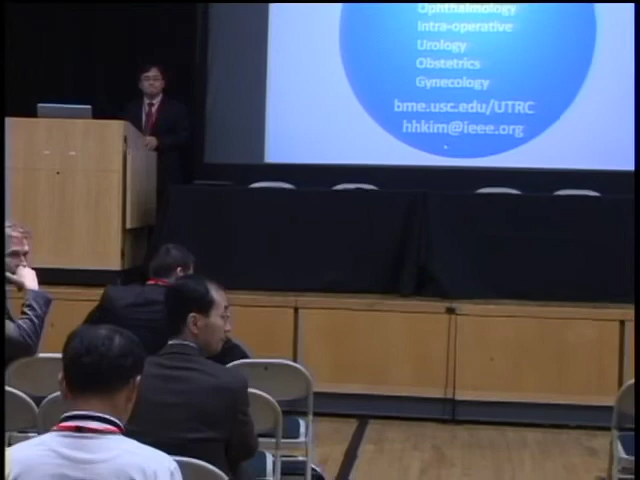 Ophthalmology
Intra-operative
Urology
Obstetrics
Gynecology
bme.usc.edu/UTRC
hhkim@ieee.org